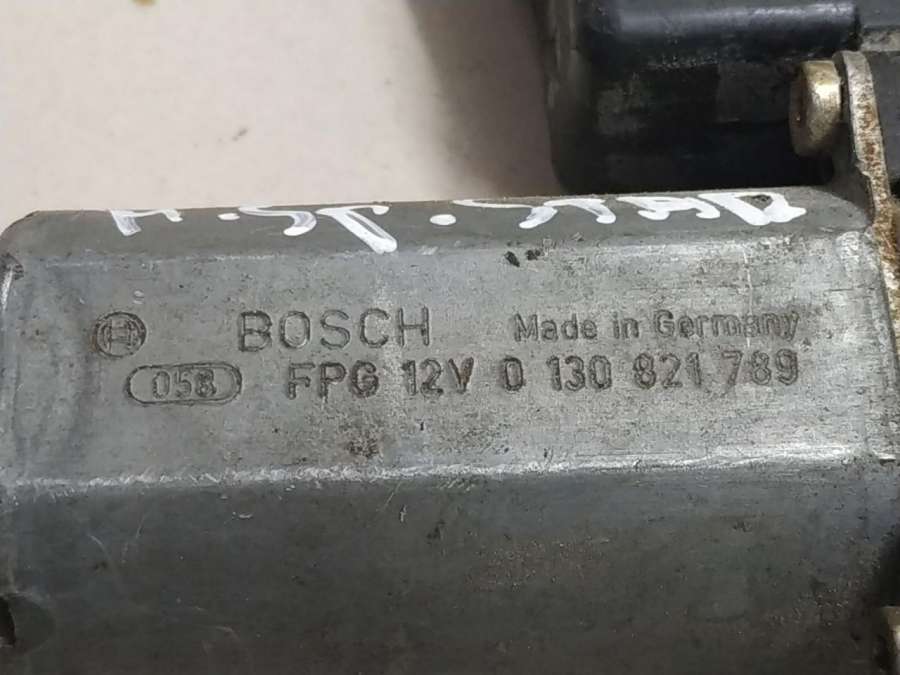 BOSCH Made in Germany
058 FPG 12V 0 130 821 789